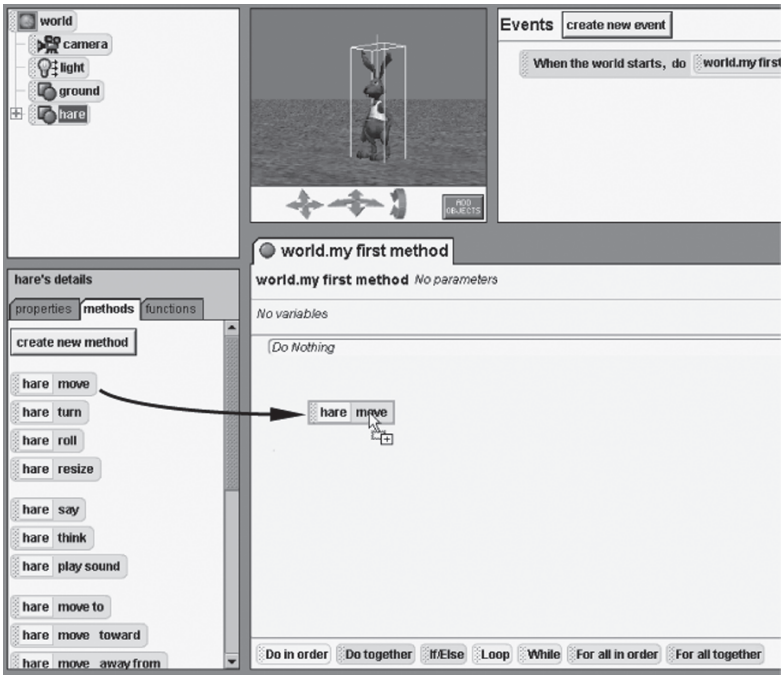 world
camera
light
ground
hare
ADD
OBJECTS
Events create new event
When the world starts, do world.my first
hare's details
properties methods functions
create new method
hare move
hare turn
hare roll
hare resize
hare say
hare think
hare play sound
hare move to
hare move toward
hare move away from
world.my first method
world.my first method No parameters
No variables
Do Nothing
hare move
Do in order Do together If/Else Loop While For all in order For all together